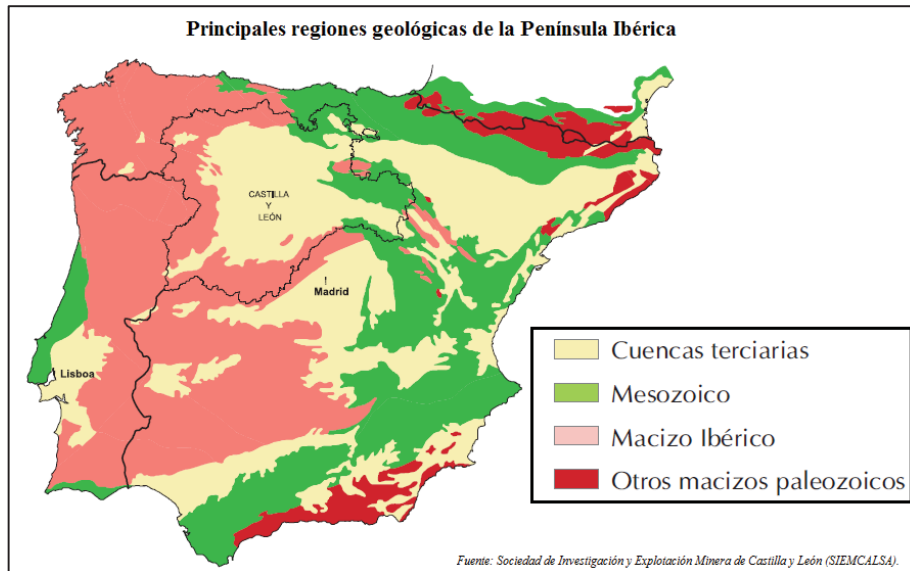 Principales regiones geológicas de la Península Ibérica
CASTILLA
Y
LEÓN
Madrid
Lisboa
Cuencas terciarias
Mesozoico
Macizo Ibérico
Otros macizos paleozoicos
Fuente: Sociedad de Investigación y Explotación Minera de Castilla y León (SIEMCALSA).